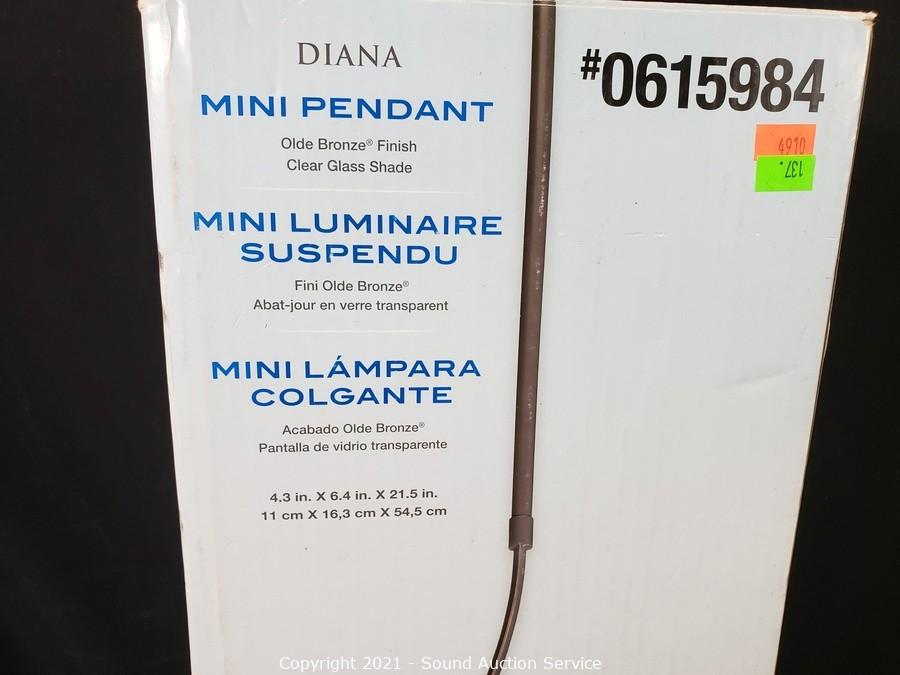 DIANA
MINI PENDANT
Olde Bronze® Finish
Clear Glass Shade
MINI LUMINAIRE
SUSPENDU
Fini Olde Bronze®
Abat-jour en verre transparent
MINI LÁMPARA
COLGANTE
Acabado Olde Bronze®
Pantalla de vidrio transparente
4.3 in. X 6.4 in. X 21.5 in.
11 cm X 16,3 cm X 54,5 cm
#0615984
4910
137.
Copyright 2021 - Sound Auction Service